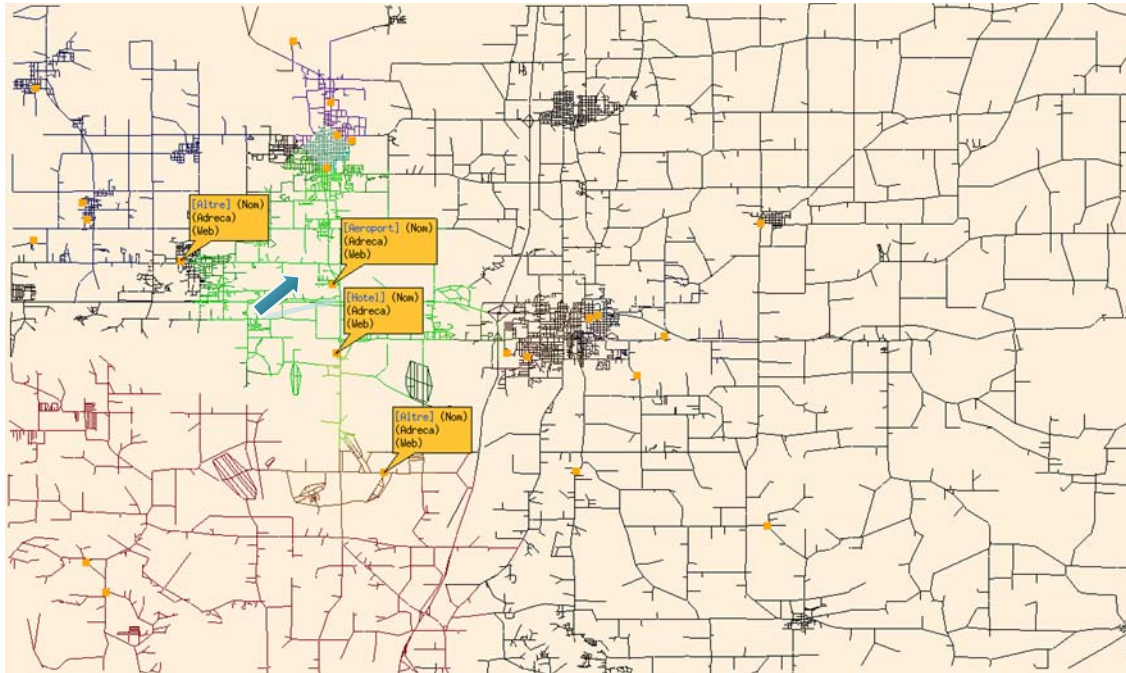 [Altre] (Nom)
(Adreca)
(Web)
[Aeroport] (Nom)
(Adreca)
(Web)
[Hotel] (Nom)
(Adreca)
(Web)
[Altre] (Nom)
(Adreca)
(Web)